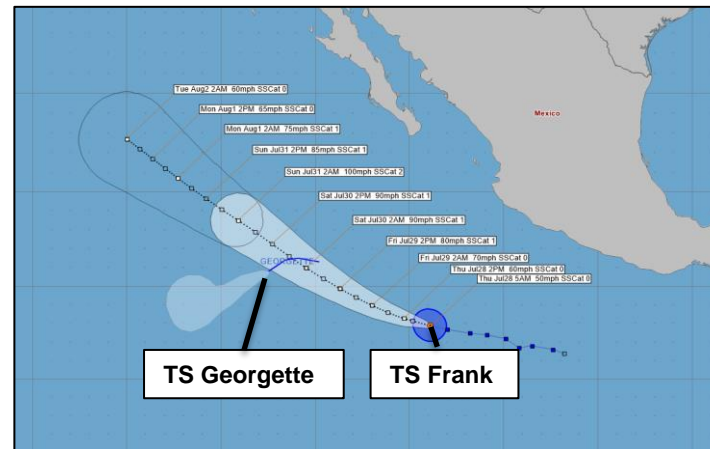 Tue Aug2 2AM 60mph SSCat 0
Mon Aug1 2PM 65mph SSCat 0
Mon Aug1 2AM 75mph SSCat 1
Sun Jul31 2PM 85mph SSCat 1
Mexico
Sun Jul31 2AM 100mph SSCat 2
Sat Jul30 2PM 90mph SSCat 1
Sat Jul30 2AM 90mph SSCat 1
Fri Jul29 2PM 80mph SSCat 1
GEORGETTE
Fri Jul29 2AM 70mph SSCat 0
Thu Jul28 2PM 60mph SSCat 0
Thu Jul28 5AM 50mph SSCat 0
TS Georgette
TS Frank